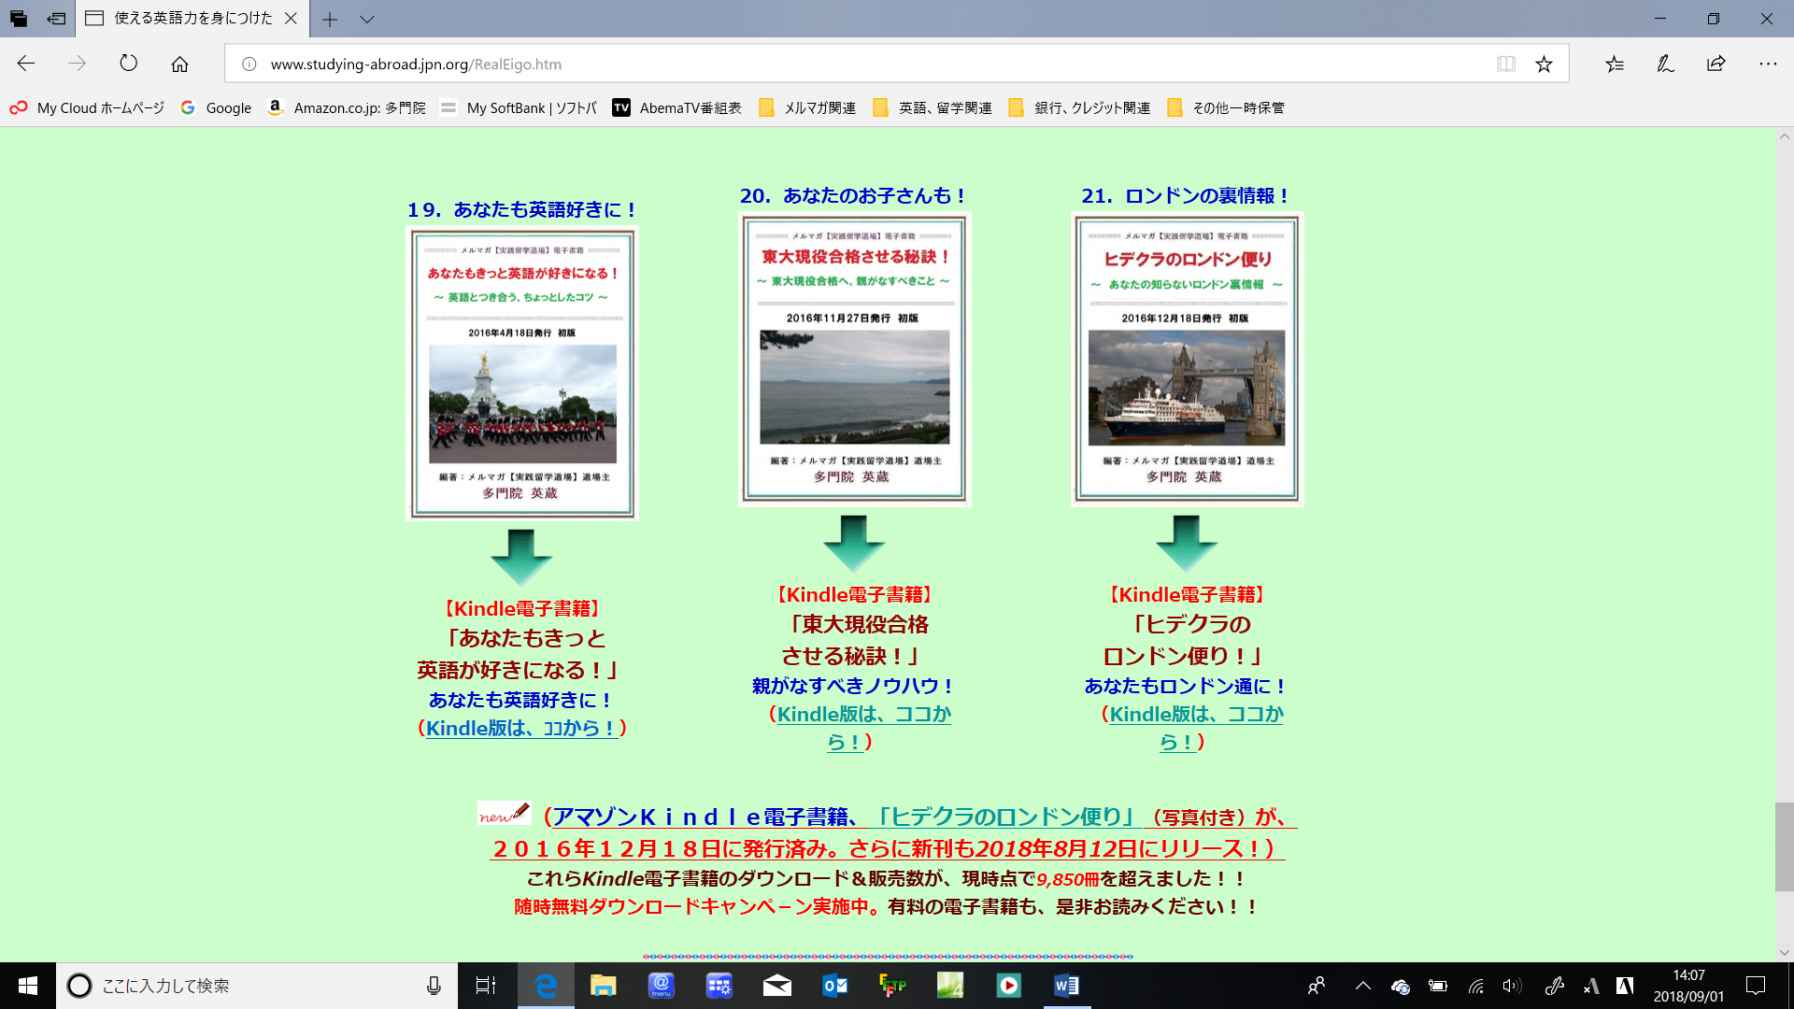 使える英語力を身につけた
www.studying-abroad.jpn.org/RealEigo.htm
My Cloud ホームページ
Google
Amazon.co.jp: 多門院
My SoftBank | ソフトバ
AbemaTV番組表
メルマガ関連
英語、留学関連
銀行、クレジット関連
その他一時保管
19．あなたも英語好きに！
メルマガ【実践留学道場】電子書籍
あなたもきっと英語が好きになる！
～ 英語とつき合う、ちょっとしたコツ ～
2016年4月18日発行 初版
編著：メルマガ【実践留学道場】道場主
多門院 英蔵
【Kindle電子書籍】
「あなたもきっと
英語が好きになる！」
あなたも英語好きに！
（Kindle版は、ｺｺから！）
20．あなたのお子さんも！
メルマガ【実践留学道場】電子書籍
東大現役合格させる秘訣！
～ 東大現役合格へ、親がなすべきこと ～
2016年11月27日発行 初版
編著：メルマガ【実践留学道場】道場主
多門院 英蔵
【Kindle電子書籍】
「東大現役合格
させる秘訣！」
親がなすべきノウハウ！
（Kindle版は、ココか
ら！）
21．ロンドンの裏情報！
メルマガ【実践留学道場】電子書籍
ヒデクラのロンドン便り
～ あなたの知らないロンドン裏情報 ～
2016年12月18日発行 初版
編著：メルマガ【実践留学道場】道場主
多門院 英蔵
【Kindle電子書籍】
「ヒデクラの
ロンドン便り！」
あなたもロンドン通に！
（Kindle版は、ココか
ら！）
new （アマゾンＫｉｎｄｌｅ電子書籍、「ヒデクラのロンドン便り」（写真付き）が、
２０１６年１２月１８日に発行済み。さらに新刊も2018年8月12日にリリース！）
これらKindle電子書籍のダウンロード＆販売数が、現時点で9,850冊を超えました！！
随時無料ダウンロードキャンペーン実施中。有料の電子書籍も、是非お読みください！！
ここに入力して検索
14:07
2018/09/01